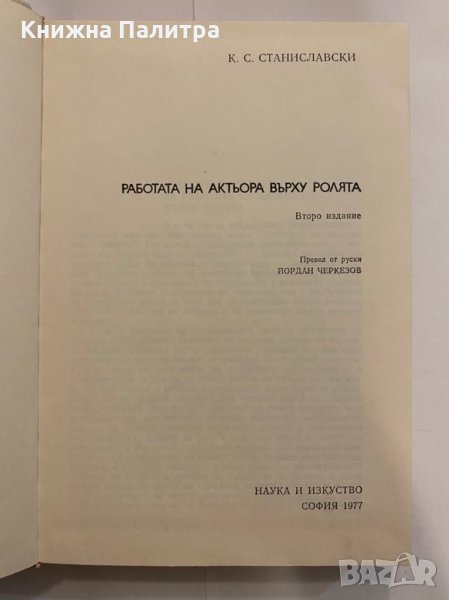 Книжна Палитра
К. С. СТАНИСЛАВСКИ
РАБОТАТА НА АКТЬОРА ВЪРХУ РОЛЯТА
Второ издание
Превел от руски
ЙОРДАН ЧЕРКЕЗОВ
НАУКА И ИЗКУСТВО
СОФИЯ 1977
BAZAR